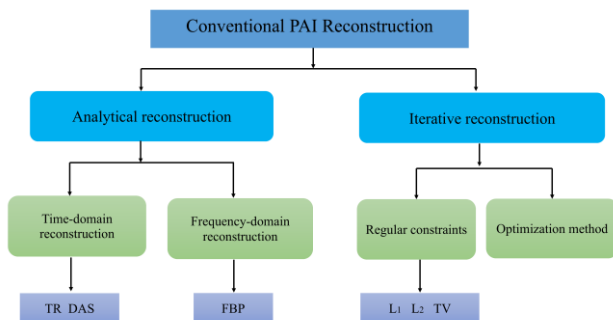 Conventional PAI Reconstruction
Analytical reconstruction
Iterative reconstruction
Time-domain
reconstruction
Frequency-domain
reconstruction
Regular constraints
Optimization method
TR DAS
FBP
L₁ L₂ TV